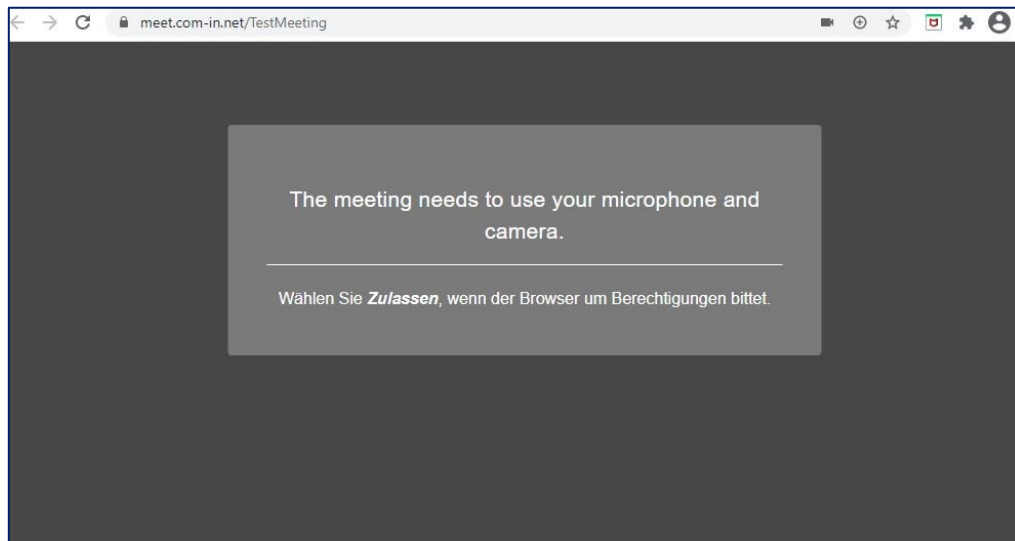 meet.com-in.net/TestMeeting
The meeting needs to use your microphone and
camera.
Wählen Sie Zulassen, wenn der Browser um Berechtigungen bittet.